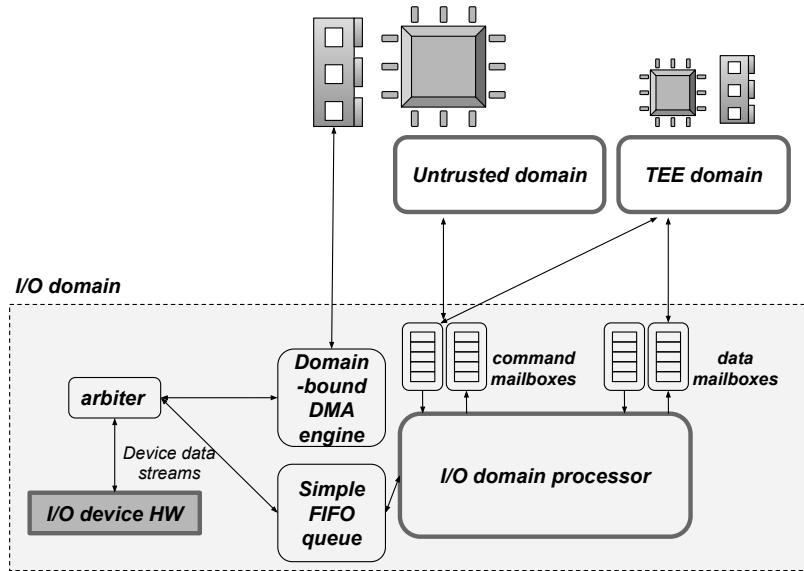 Untrusted domain
TEE domain
I/O domain
command
mailboxes
data
mailboxes
Domain
-bound
DMA
engine
arbiter
Device data
streams
I/O device HW
Simple
FIFO
queue
I/O domain processor